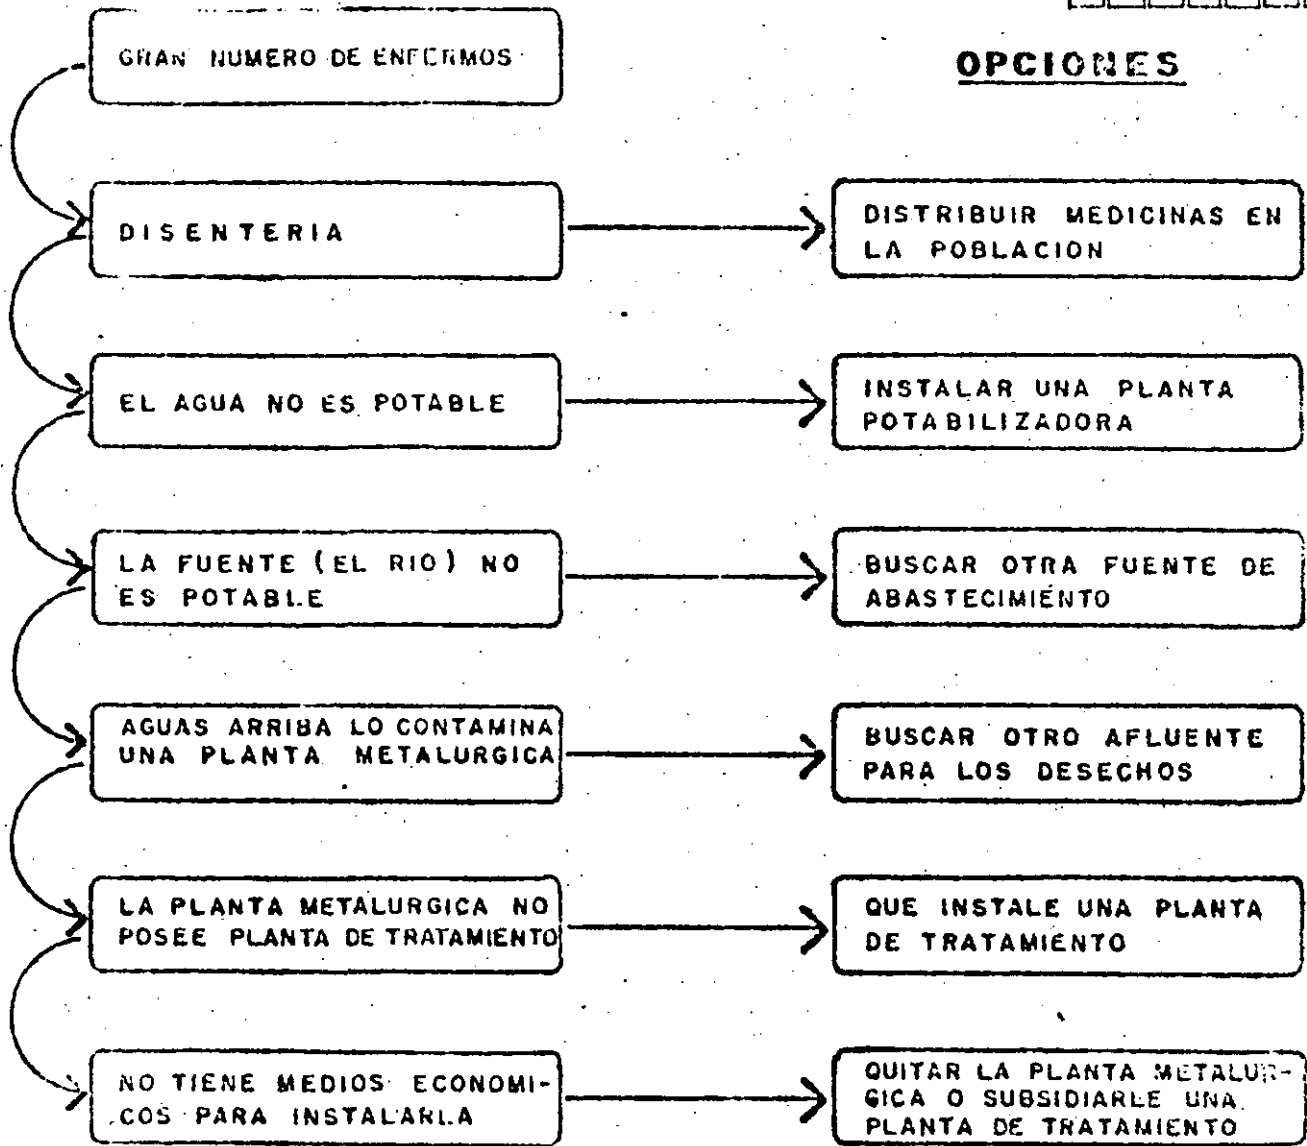 GRAN NUMERO DE ENFERMOS
OPCIONES
DISENTERIA
DISTRIBUIR MEDICINAS EN
LA POBLACION
EL AGUA NO ES POTABLE
INSTALAR UNA PLANTA
POTABILIZADORA
LA FUENTE (EL RIO) NO
ES POTABLE
BUSCAR OTRA FUENTE DE
ABASTECIMIENTO
AGUAS ARRIBA LO CONTAMINA
UNA PLANTA METALURGICA
BUSCAR OTRO AFLUENTE
PARA LOS DESECHOS
LA PLANTA METALURGICA NO
POSEE PLANTA DE TRATAMIENTO
QUE INSTALE UNA PLANTA
DE TRATAMIENTO
NO TIENE MEDIOS ECONOMI-
COS PARA INSTALARLA
QUITAR LA PLANTA METALUR-
GICA O SUBSIDIARLE UNA
PLANTA DE TRATAMIENTO